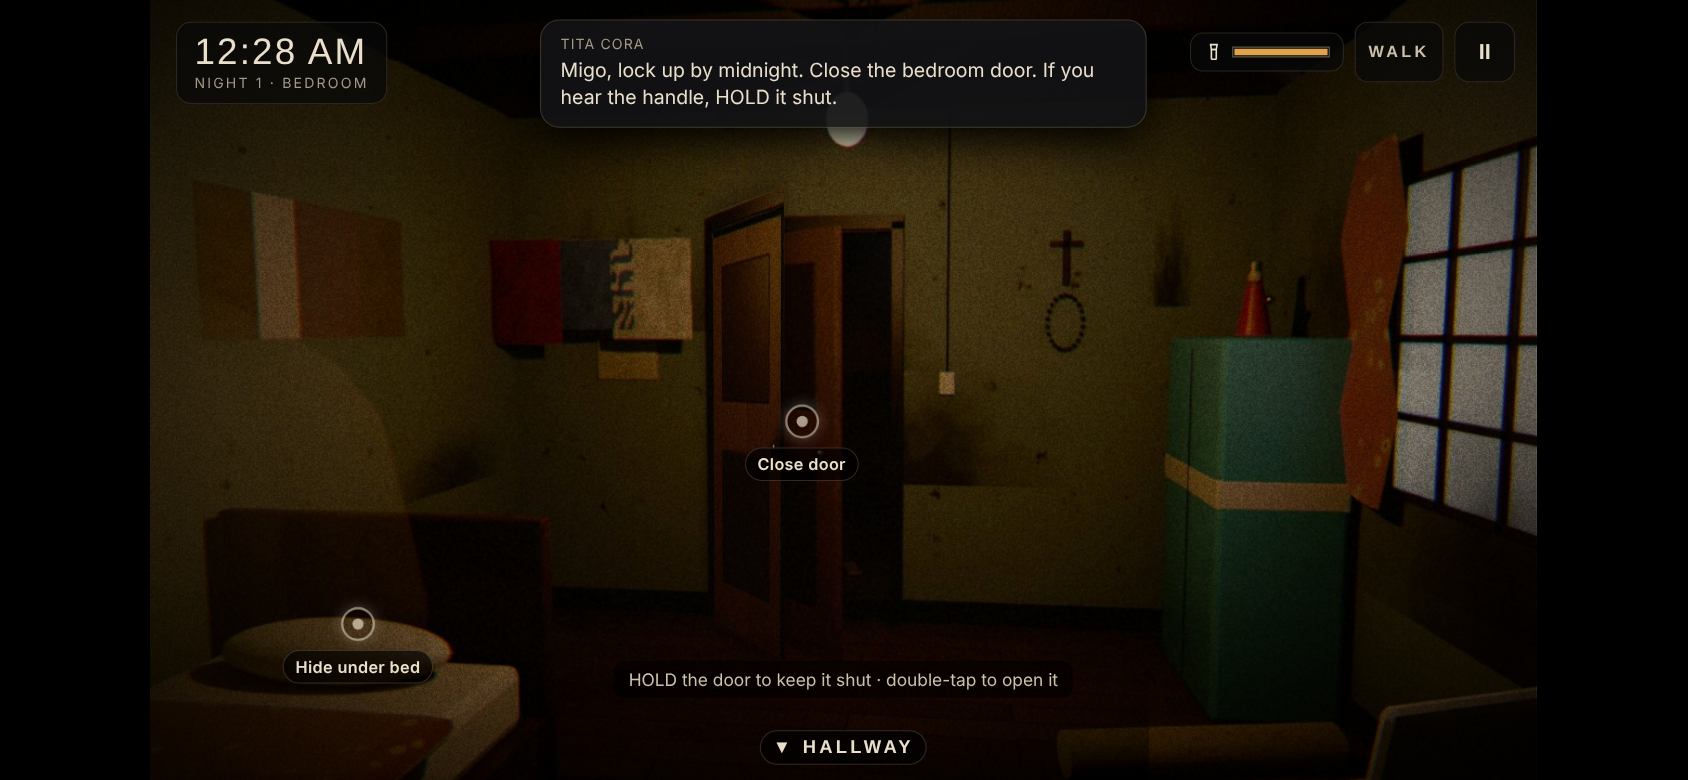 12:28 AM
NIGHT 1 · BEDROOM
TITA CORA
Migo, lock up by midnight. Close the bedroom door. If you
hear the handle, HOLD it shut.
WALK
Close door
Hide under bed
HOLD the door to keep it shut · double-tap to open it
▼ HALLWAY